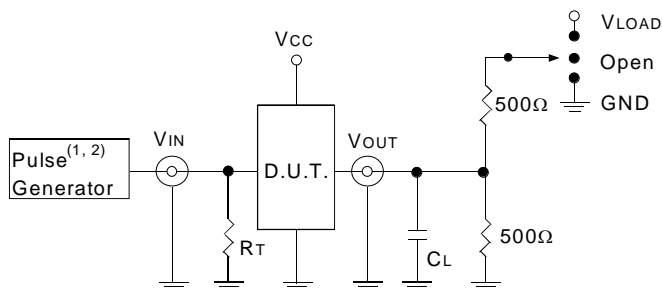 VLOAD
VCC
Open
500Ω
GND
VIN
VOUT
Pulse(1, 2)
Generator
D.U.T.
RT
CL
500Ω